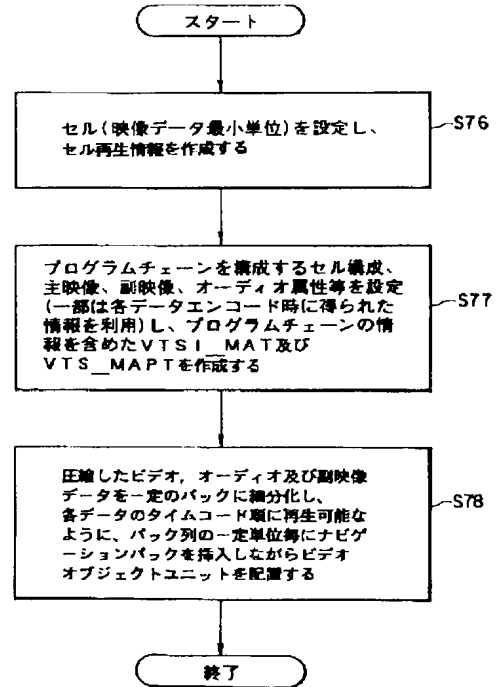 スタート
セル(映像データ最小単位)を設定し、
セル再生情報を作成する
S76
プログラムチェーンを構成するセル構成、
主映像、副映像、オーディオ属性等を設定
(一部は各データエンコード時に得られた
情報を利用)し、プログラムチェーンの情
報を含めたVTSI__MAT及び
VTS__MAPTを作成する
S77
圧縮したビデオ,オーディオ及び副映像
データを一定のパックに細分化し、
各データのタイムコード順に再生可能な
ように、パック列の一定単位毎にナビゲ
ーションパックを挿入しながらビデオ
オブジェクトユニットを配置する
S78
終了